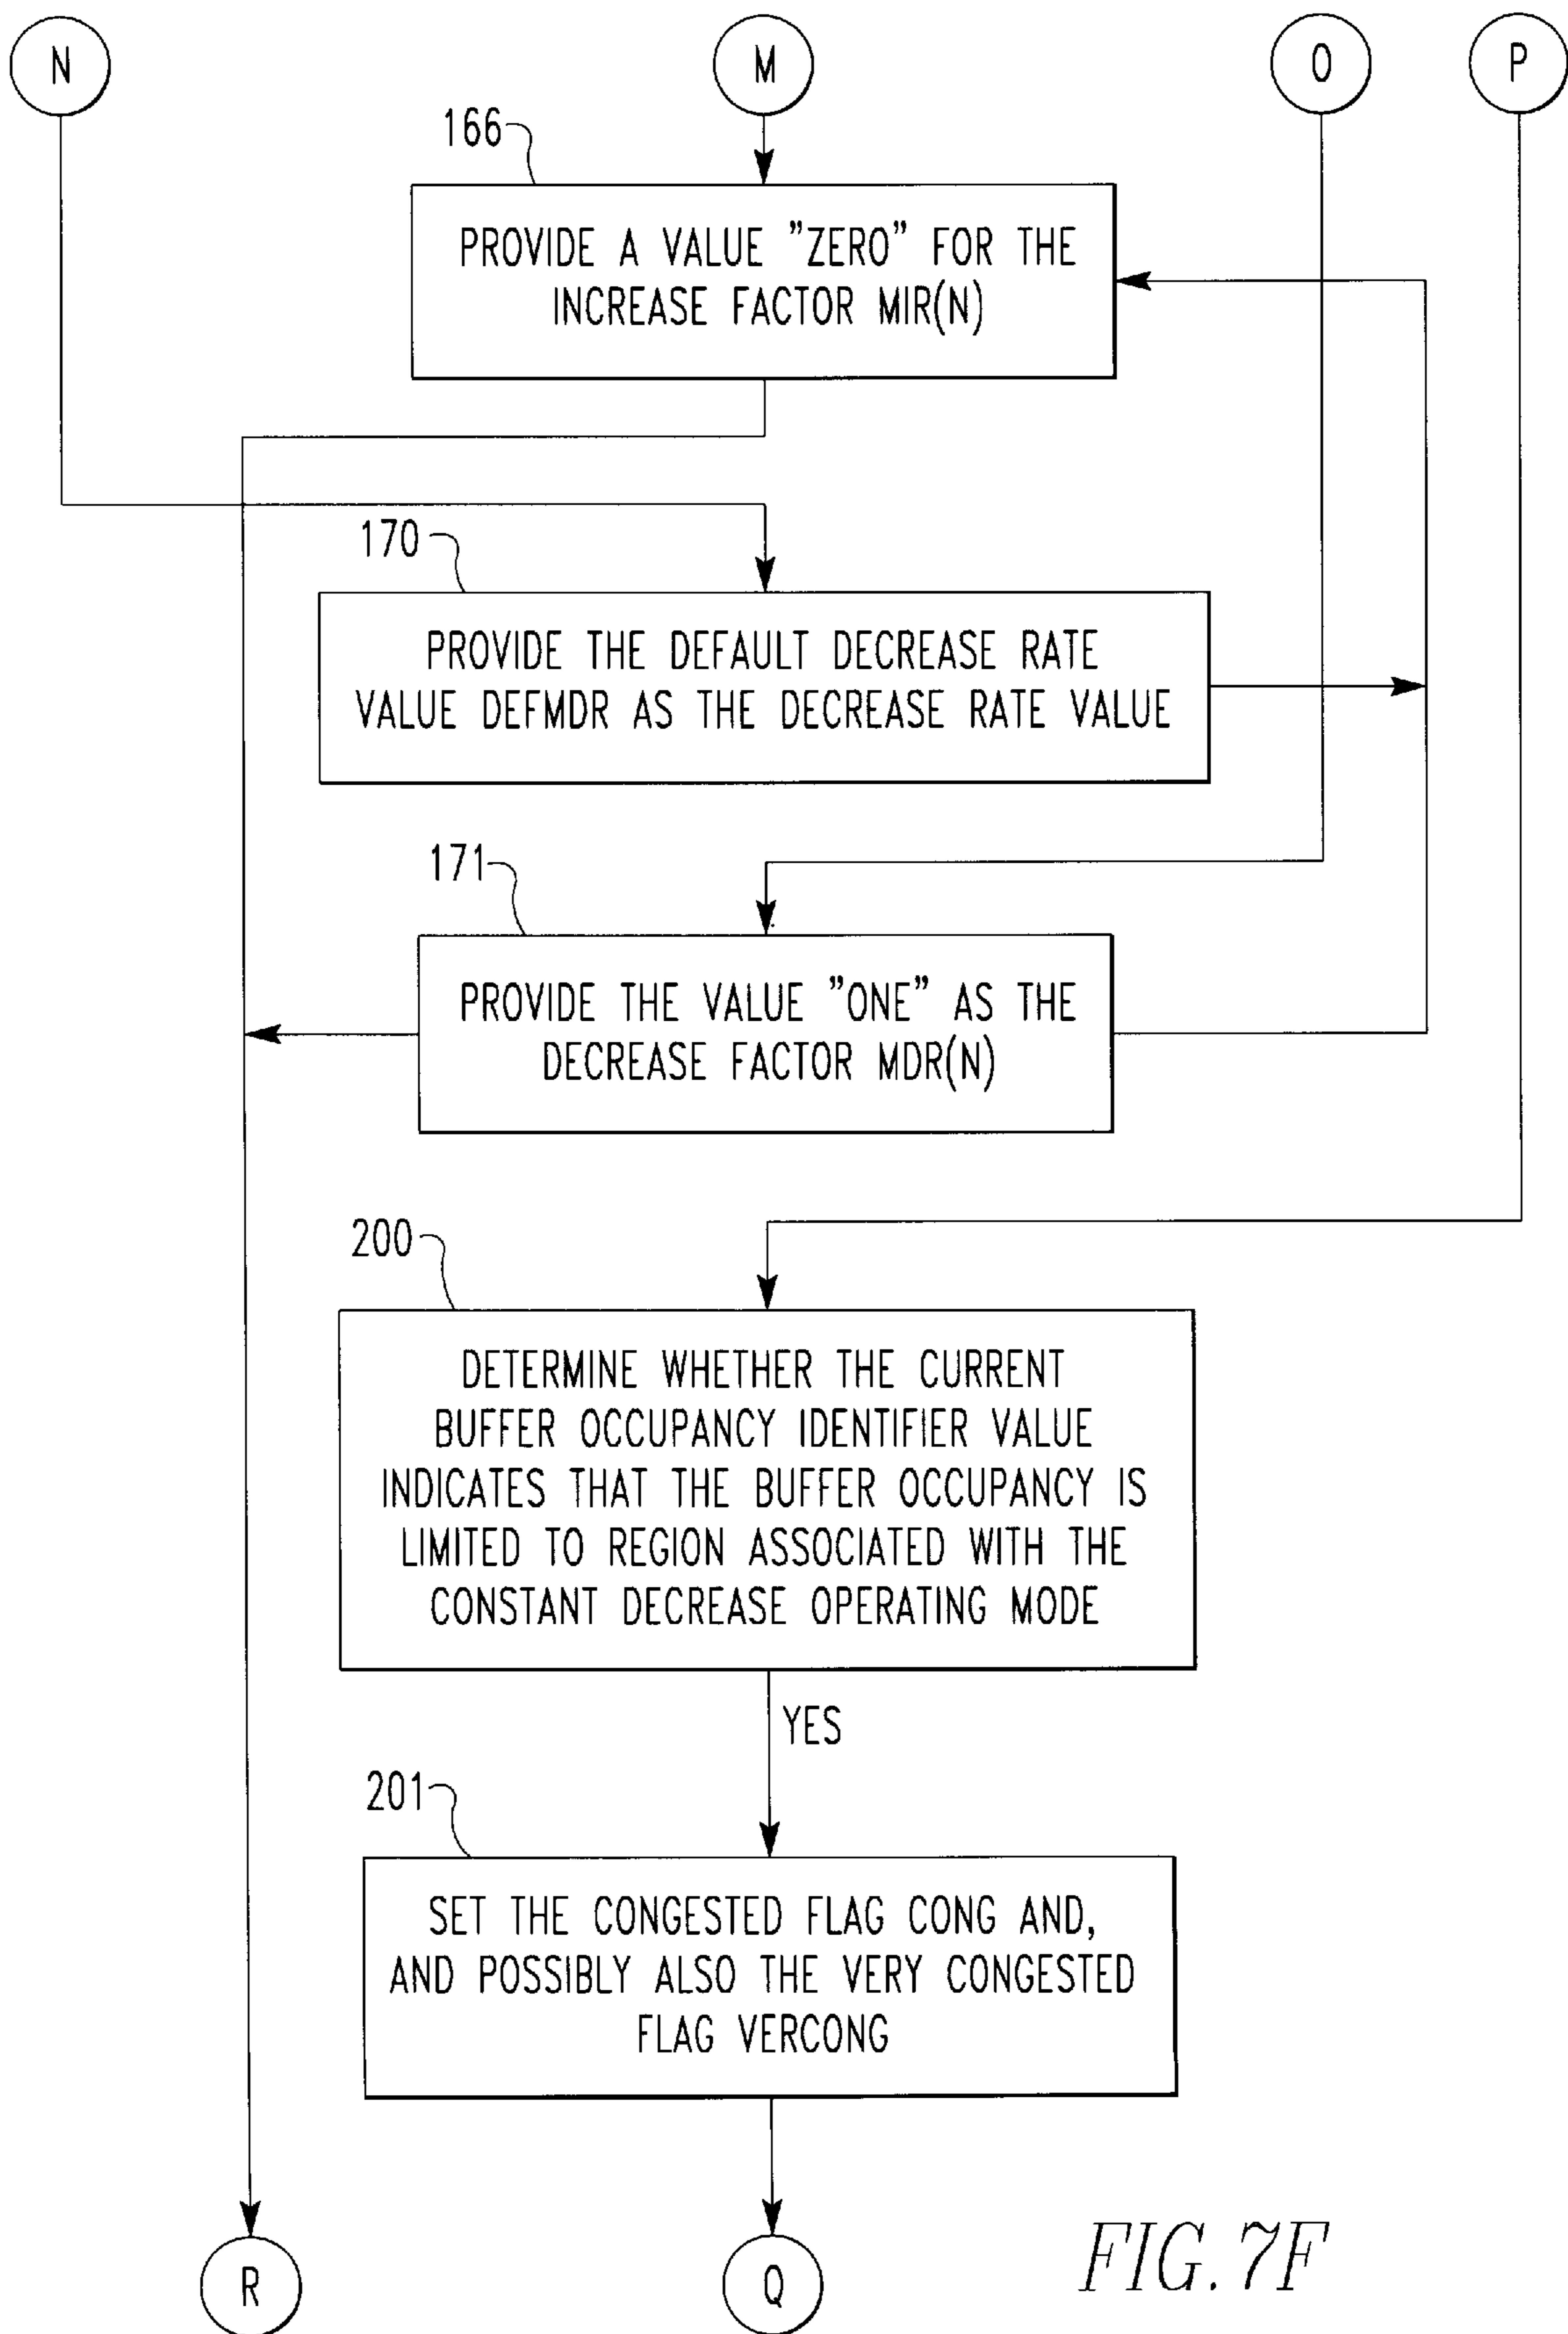 N
M
O
P
166
PROVIDE A VALUE "ZERO" FOR THE
INCREASE FACTOR MIR(N)
170
PROVIDE THE DEFAULT DECREASE RATE
VALUE DEFMDR AS THE DECREASE RATE VALUE
171
PROVIDE THE VALUE "ONE" AS THE
DECREASE FACTOR MDR(N)
200
DETERMINE WHETHER THE CURRENT
BUFFER OCCUPANCY IDENTIFIER VALUE
INDICATES THAT THE BUFFER OCCUPANCY IS
LIMITED TO REGION ASSOCIATED WITH THE
CONSTANT DECREASE OPERATING MODE
YES
201
SET THE CONGESTED FLAG CONG AND,
AND POSSIBLY ALSO THE VERY CONGESTED
FLAG VERCONG
R
Q
FIG. 7F